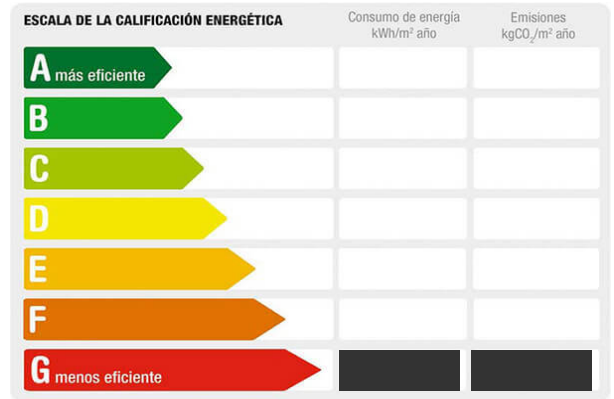 ESCALA DE LA CALIFICACIÓN ENERGÉTICA
Consumo de energía
kWh/m² año
Emisiones
kgCO₂/m² año
A más eficiente
B
C
D
E
F
G menos eficiente